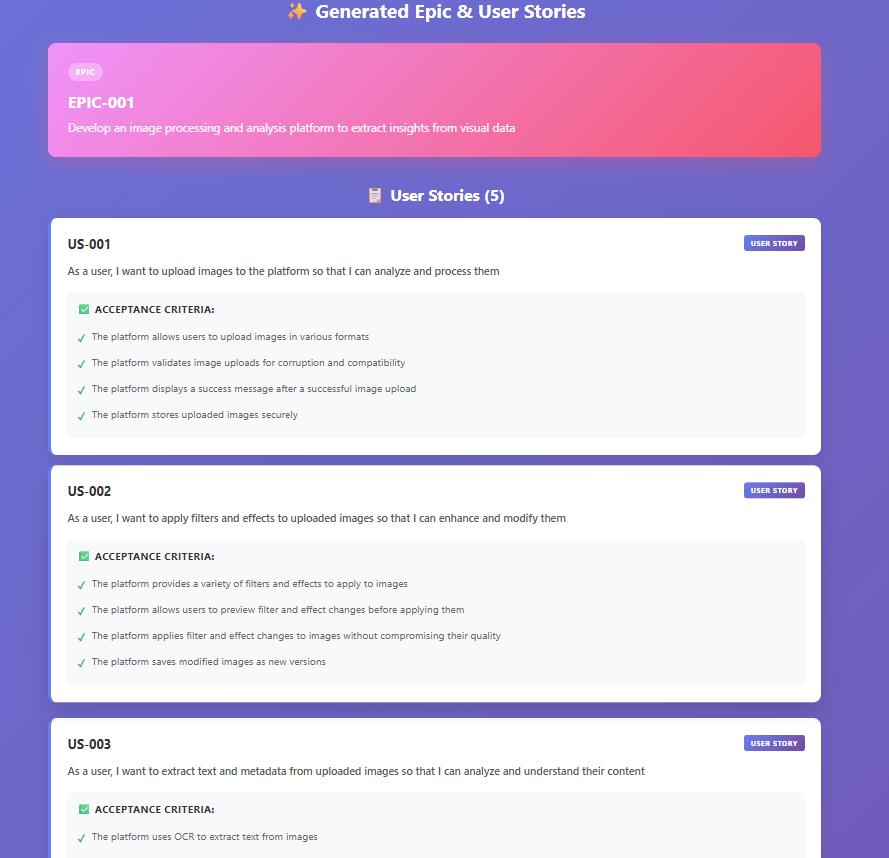 ✨ Generated Epic & User Stories
EPIC
EPIC-001
Develop an image processing and analysis platform to extract insights from visual data
📋 User Stories (5)
US-001
USER STORY
As a user, I want to upload images to the platform so that I can analyze and process them
✅ ACCEPTANCE CRITERIA:
✓ The platform allows users to upload images in various formats
✓ The platform validates image uploads for corruption and compatibility
✓ The platform displays a success message after a successful image upload
✓ The platform stores uploaded images securely
US-002
USER STORY
As a user, I want to apply filters and effects to uploaded images so that I can enhance and modify them
✅ ACCEPTANCE CRITERIA:
✓ The platform provides a variety of filters and effects to apply to images
✓ The platform allows users to preview filter and effect changes before applying them
✓ The platform applies filter and effect changes to images without compromising their quality
✓ The platform saves modified images as new versions
US-003
USER STORY
As a user, I want to extract text and metadata from uploaded images so that I can analyze and understand their content
✅ ACCEPTANCE CRITERIA:
✓ The platform uses OCR to extract text from images